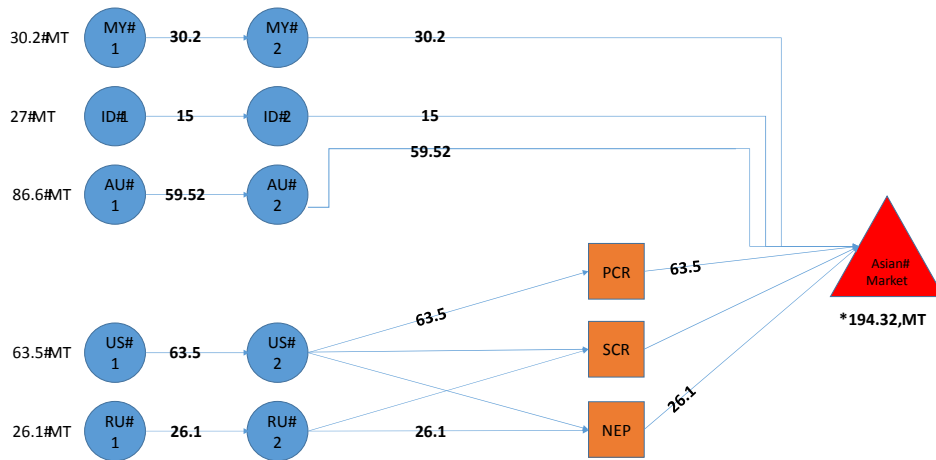 30.2#MT
MY#
1
30.2
MY#
2
30.2
27#MT
ID#1
15
ID#2
15
59.52
86.6#MT
AU#
1
59.52
AU#
2
PCR
63.5
Asian#
Market
*194.32,MT
63.5
63.5#MT
US#
1
63.5
US#
2
SCR
26.1
26.1#MT
RU#
1
26.1
RU#
2
26.1
NEP